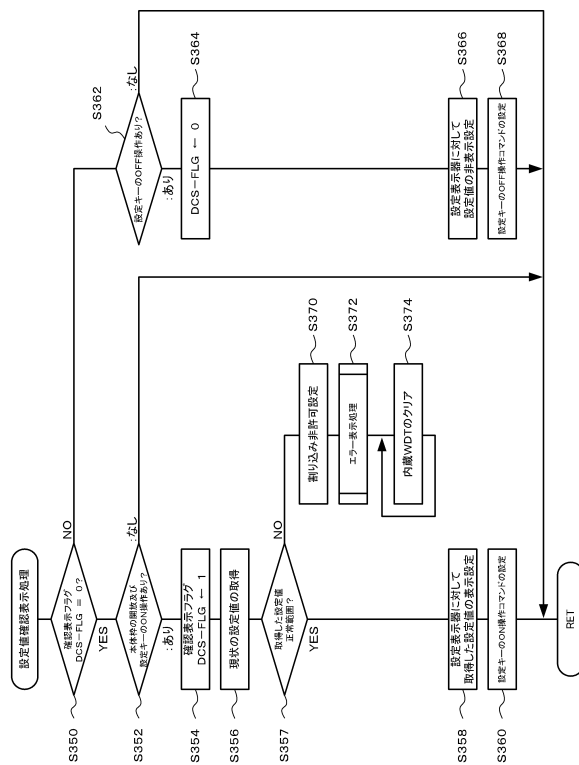 設定値確認表示処理
S350
確認表示フラグ
DCS-FLG = 0?
NO
YES
S352
本体枠の開放及び
設定キーのON操作あり?
:なし
:あり
S354
確認表示フラグ
DCS-FLG ← 1
S356
現状の設定値の取得
S357
取得した設定値
正常範囲?
NO
YES
S358
設定表示器に対して
取得した設定値の表示設定
S360
設定キーのON操作コマンドの設定
RET
S370
割り込み非許可設定
S372
エラー表示処理
S374
内蔵WDTのクリア
S362
設定キーのOFF操作あり?
:なし
:あり
S364
DCS-FLG ← 0
S366
設定表示器に対して
設定値の非表示設定
S368
設定キーのOFF操作コマンドの設定